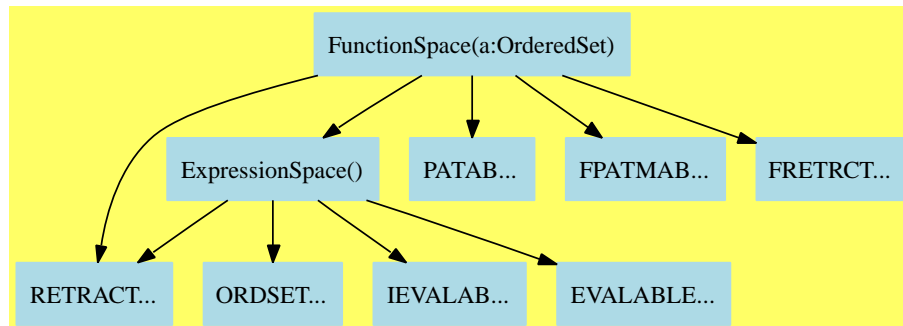 FunctionSpace(a:OrderedSet)
ExpressionSpace()
PATAB...
FPATMAB...
FRETRCT...
RETRACT...
ORDSET...
IEVALAB...
EVALABLE...